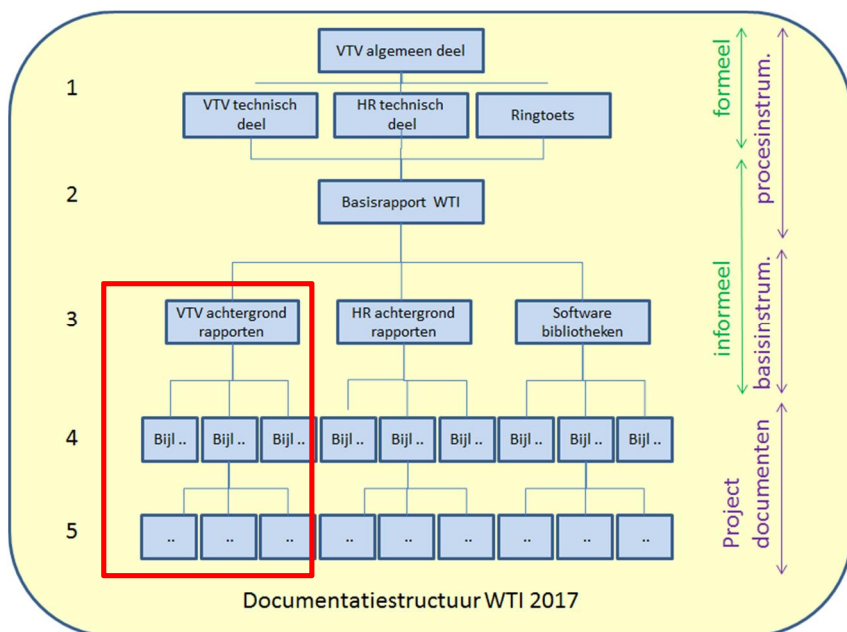 VTV algemeen deel
1
VTV technisch
deel
HR technisch
deel
Ringtoets
2
Basisrapport WTI
3
VTV achtergrond
rapporten
HR achtergrond
rapporten
Software
bibliotheken
4
Bijl ..
Bijl ..
Bijl ..
Bijl ..
Bijl ..
Bijl ..
Bijl ..
Bijl ..
Bijl ..
5
..
..
..
..
..
..
..
..
..
formeel
informeel
procesinstrum.
basisinstrum.
Project
documenten
Documentatiestructuur WTI 2017